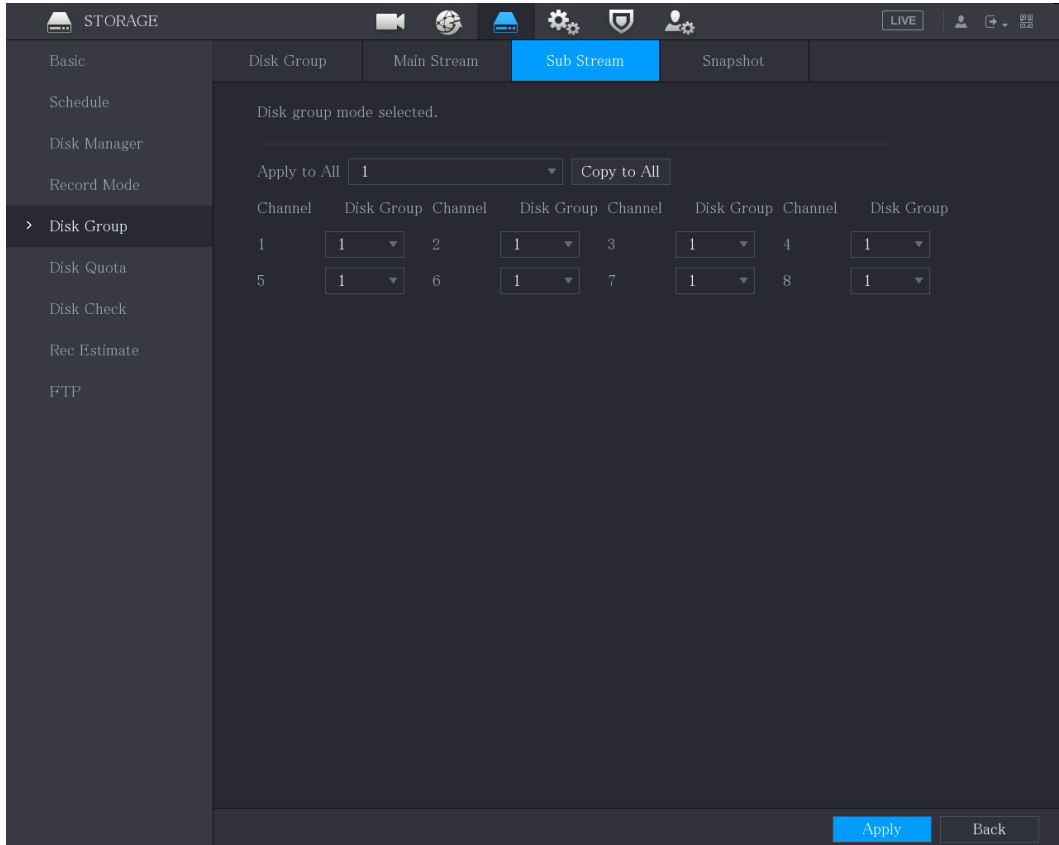 STORAGE LIVE
Basic
Schedule
Disk Manager
Record Mode
Disk Group
Disk Quota
Disk Check
Rec Estimate
FTP
Disk Group Main Stream Sub Stream Snapshot
Disk group mode selected.
Apply to All 1 Copy to All
Channel Disk Group Channel Disk Group Channel Disk Group Channel Disk Group
1 1 2 1 3 1 4 1
5 1 6 1 7 1 8 1
Apply Back